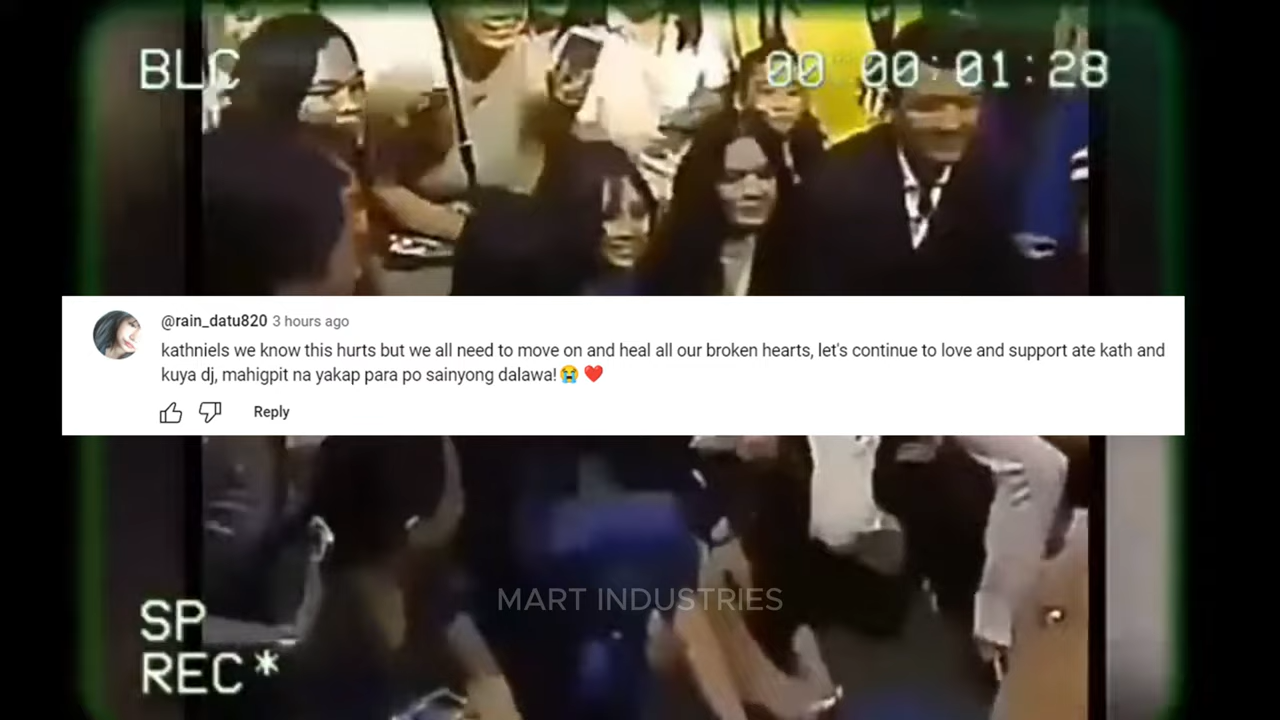 BLC
00:00:01:28
@rain_datu820 3 hours ago
kathniels we know this hurts but we all need to move on and heal all our broken hearts, let's continue to love and support ate kath and
kuya dj, mahigpit na yakap para po sainyong dalawa!😭 ❤️
Reply
MART INDUSTRIES
SP
REC*